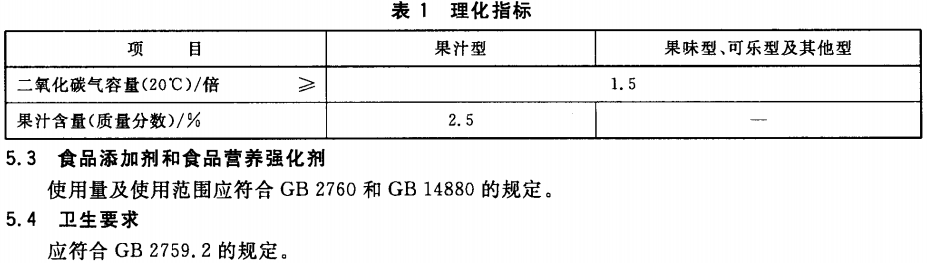 表 1 理化指标
项 目 果汁型 果味型、可乐型及其他型
二氧化碳气容量(20℃)/倍 ≥ 1.5
果汁含量(质量分数)/% 2.5 —
5.3 食品添加剂和食品营养强化剂
使用量及使用范围应符合 GB 2760 和 GB 14880 的规定。
5.4 卫生要求
应符合 GB 2759.2 的规定。